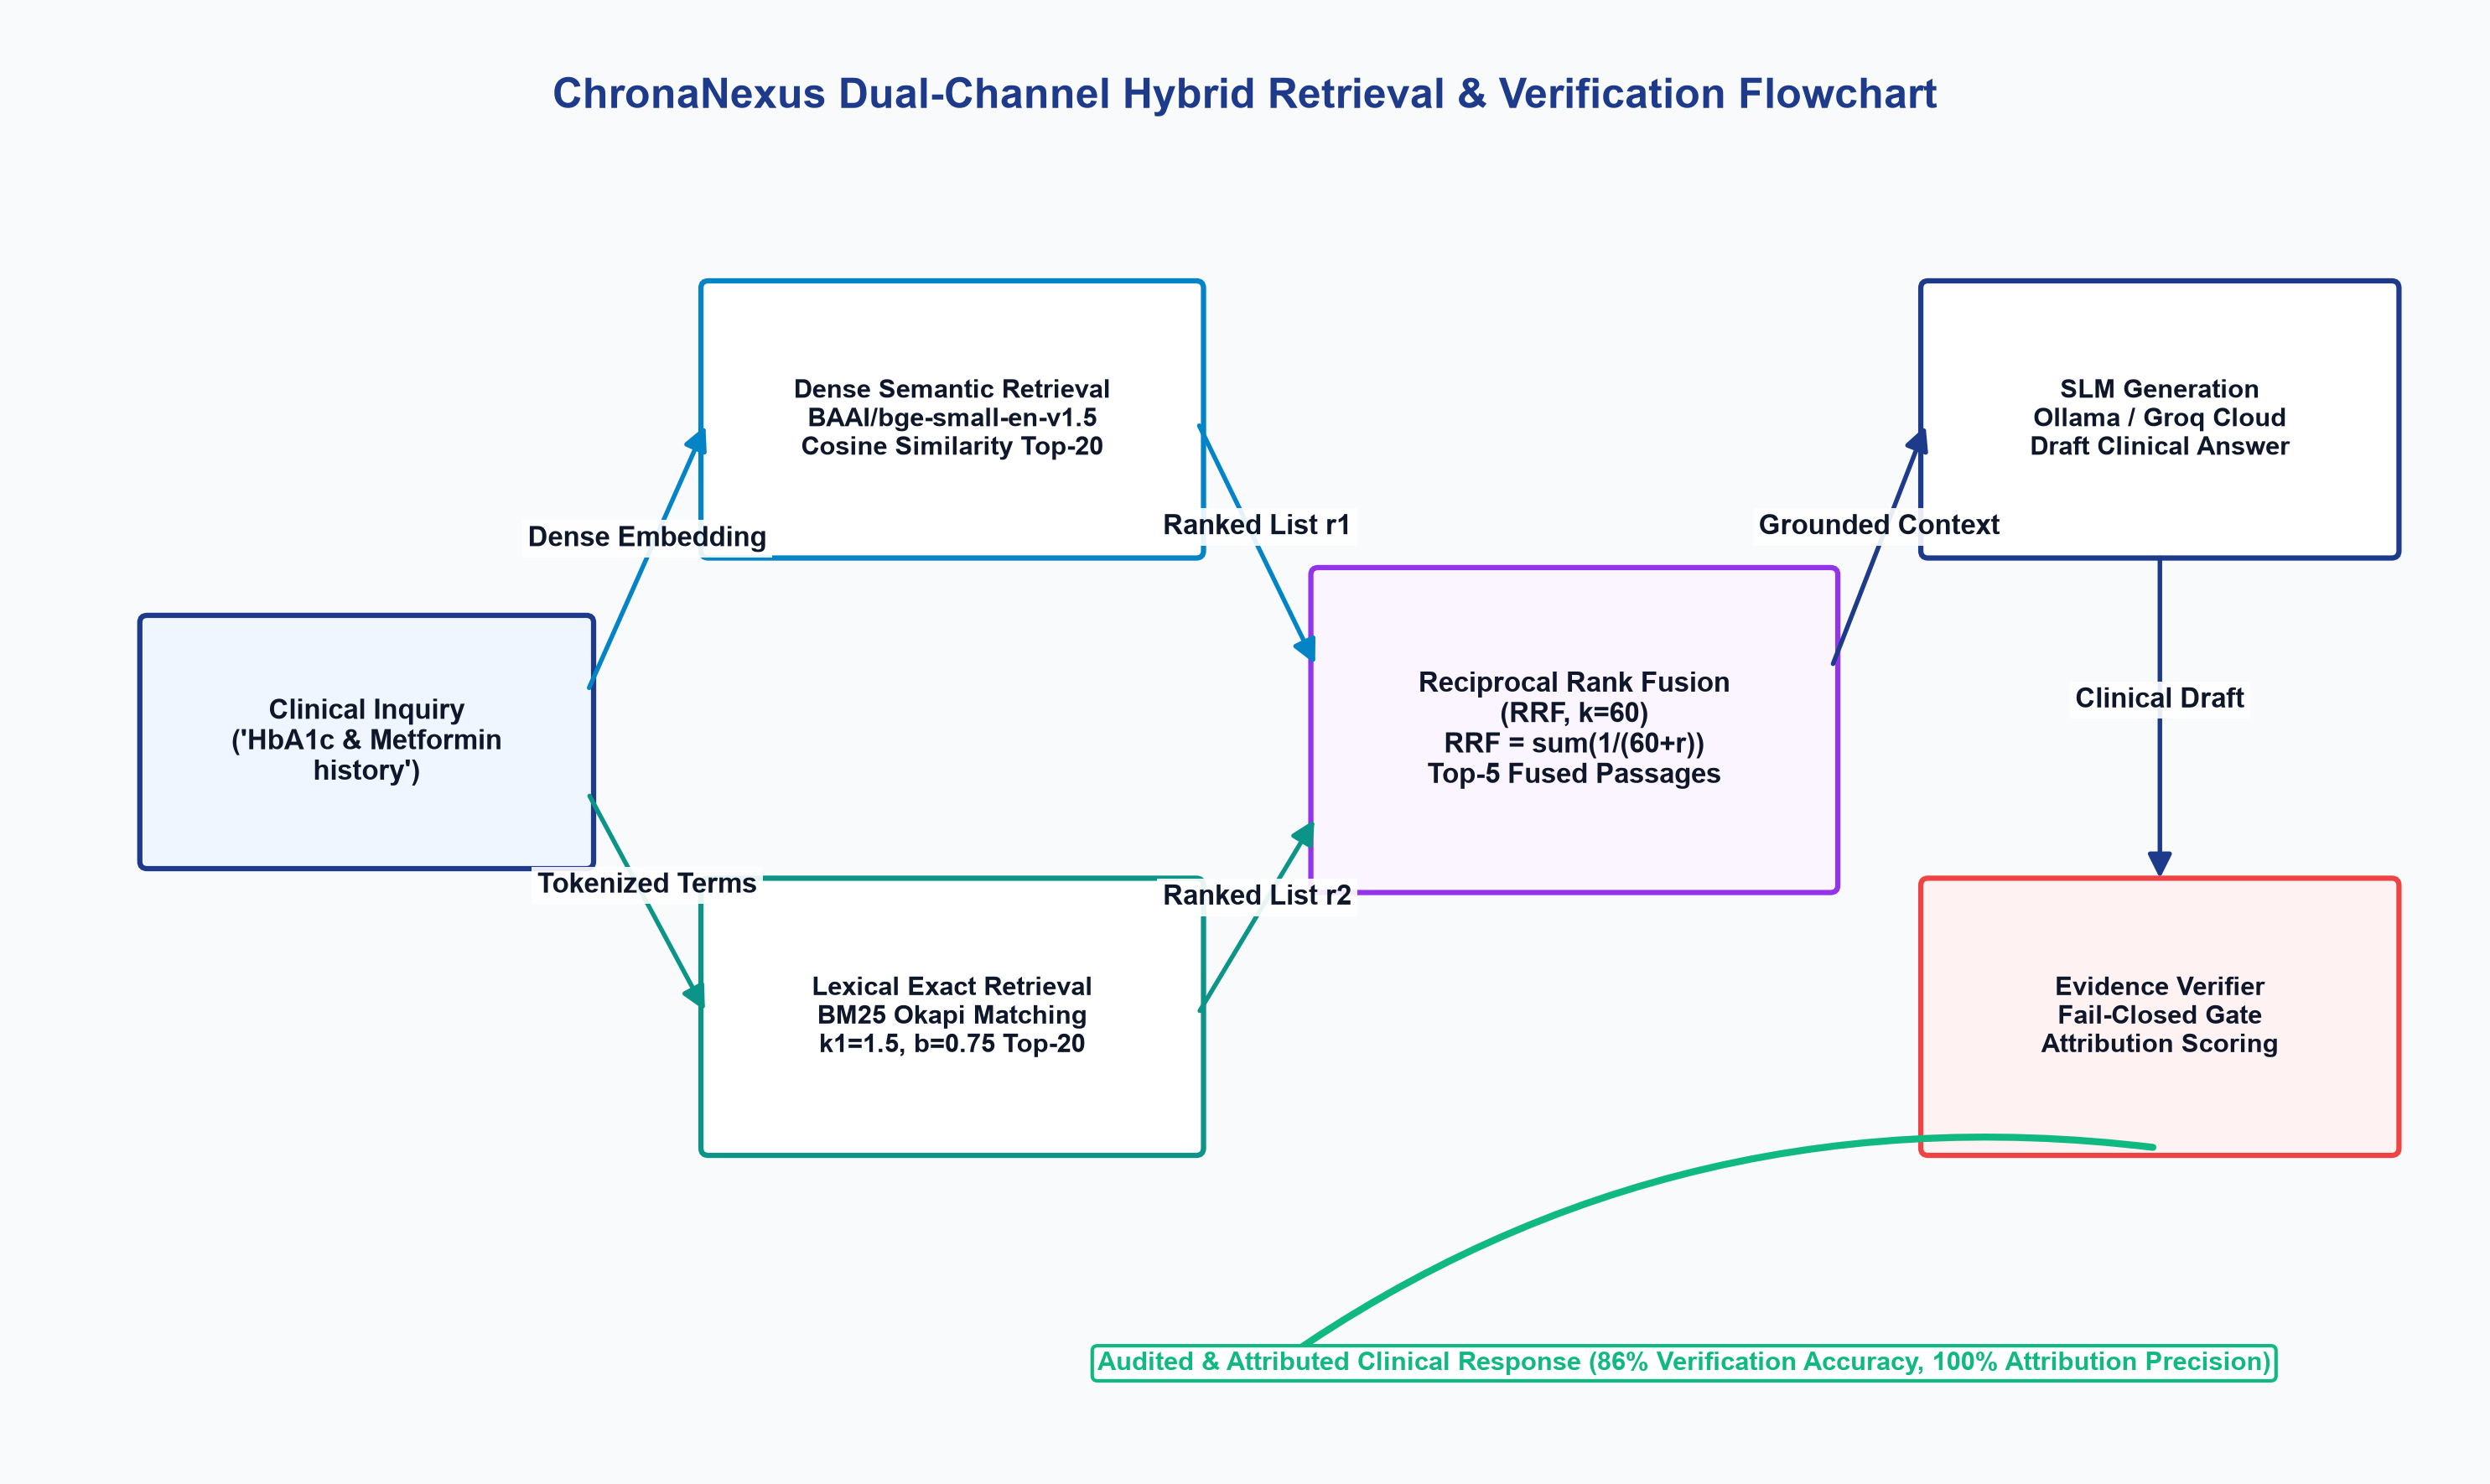 ChronaNexus Dual-Channel Hybrid Retrieval & Verification Flowchart
Clinical Inquiry
('HbA1c & Metformin
history')
Dense Embedding
Tokenized Terms
Dense Semantic Retrieval
BAAI/bge-small-en-v1.5
Cosine Similarity Top-20
Lexical Exact Retrieval
BM25 Okapi Matching
k1=1.5, b=0.75 Top-20
Ranked List r1
Ranked List r2
Reciprocal Rank Fusion
(RRF, k=60)
RRF = sum(1/(60+r))
Top-5 Fused Passages
Grounded Context
SLM Generation
Ollama / Groq Cloud
Draft Clinical Answer
Clinical Draft
Evidence Verifier
Fail-Closed Gate
Attribution Scoring
Audited & Attributed Clinical Response (86% Verification Accuracy, 100% Attribution Precision)